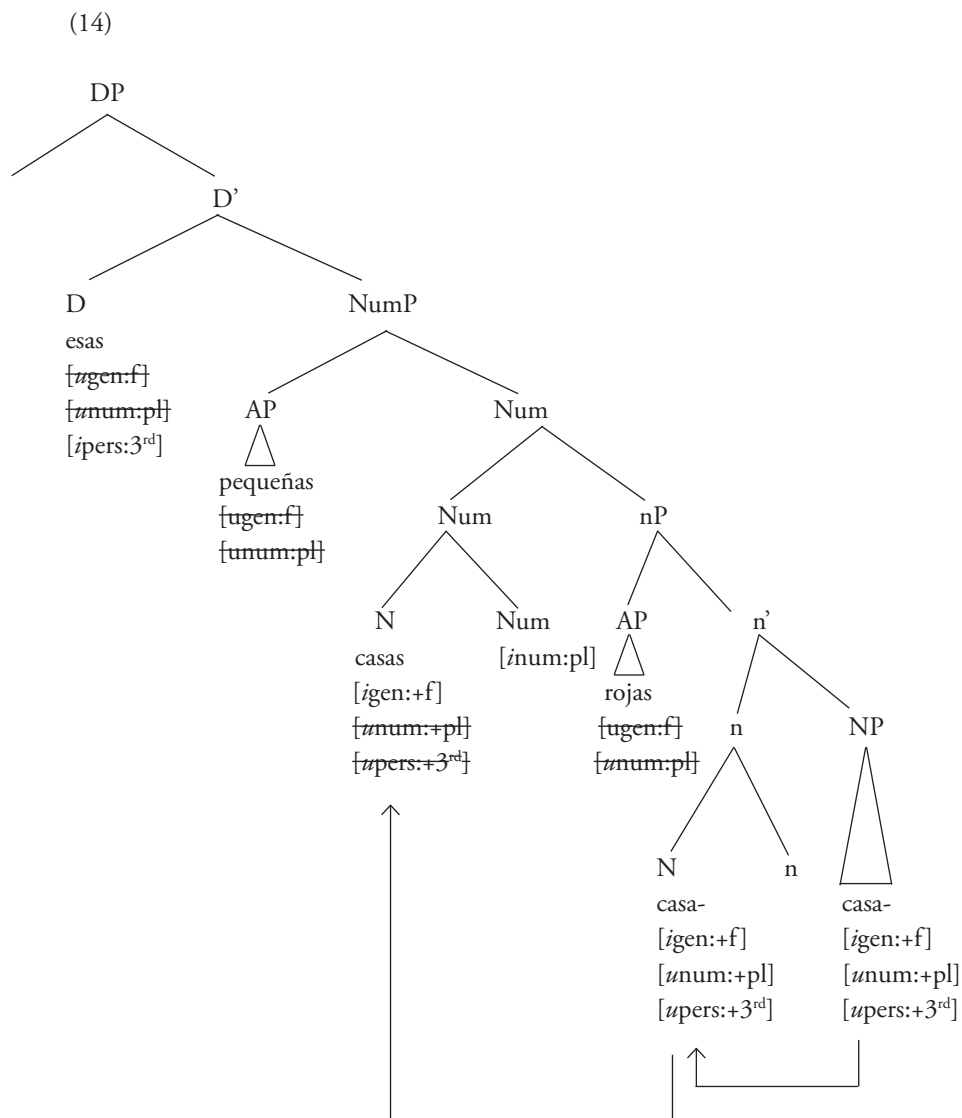 (14)
DP
D’
D NumP
esas
[ugen:f]
[unum:pl]
[ipers:3rd]
AP Num
pequeñas
[ugen:f]
[unum:pl]
Num nP
N Num AP n’
casas [inum:pl] rojas
[igen:+f] [ugen:f] n NP
[unum:+pl] [unum:pl]
[upers:+3rd]
N n
casa- casa-
[igen:+f] [igen:+f]
[unum:+pl] [unum:+pl]
[upers:+3rd] [upers:+3rd]